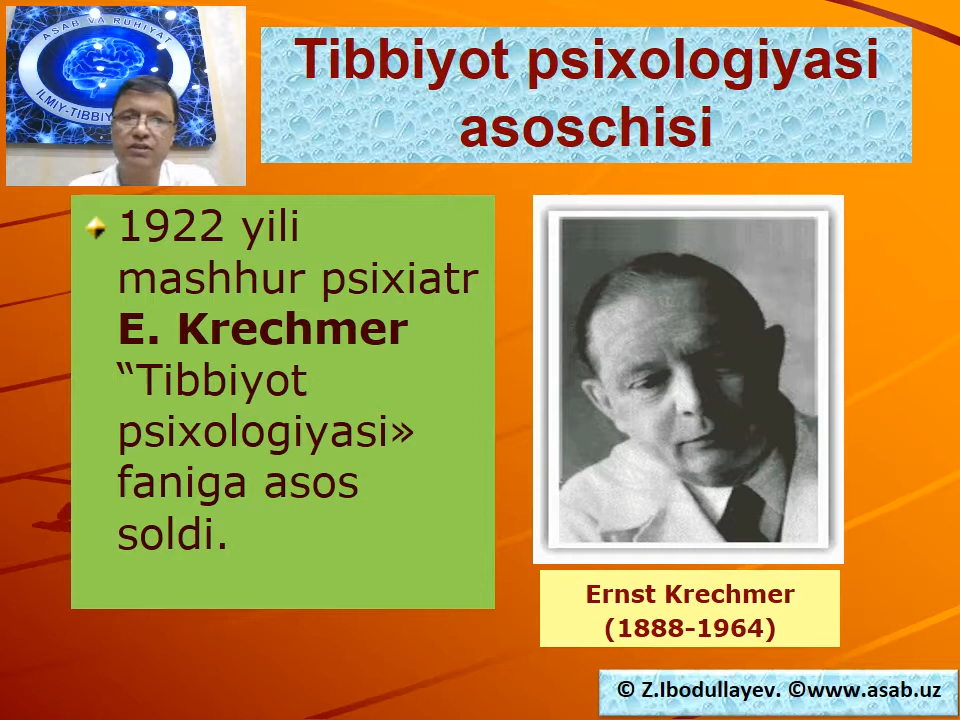 ASAB VA RUHIYAT
ILMIY-TIBBIY
Tibbiyot psixologiyasi
asoschisi
1922 yili
mashhur psixiatr
E. Krechmer
“Tibbiyot
psixologiyasi»
faniga asos
soldi.
Ernst Krechmer
(1888-1964)
© Z.Ibodullayev. ©www.asab.uz